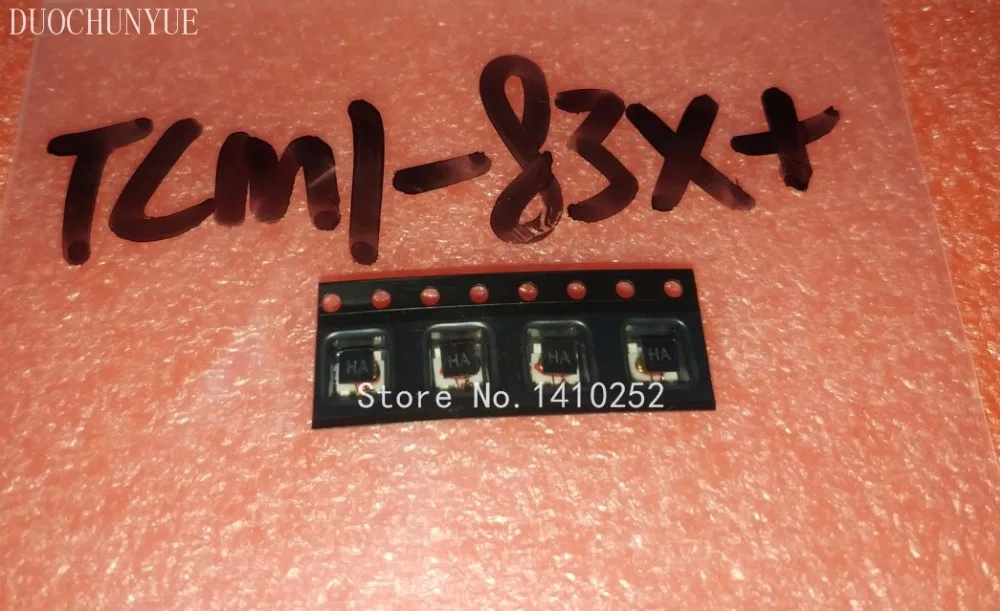 DUOCHUNYUE
TCM1-83X+
HA HA HA HA
Store No. 1410252